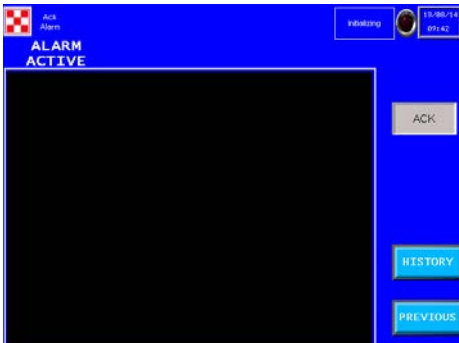 Ack
Alarm
Initializing
13/08/14
09:42
ALARM
ACTIVE
ACK
HISTORY
PREVIOUS